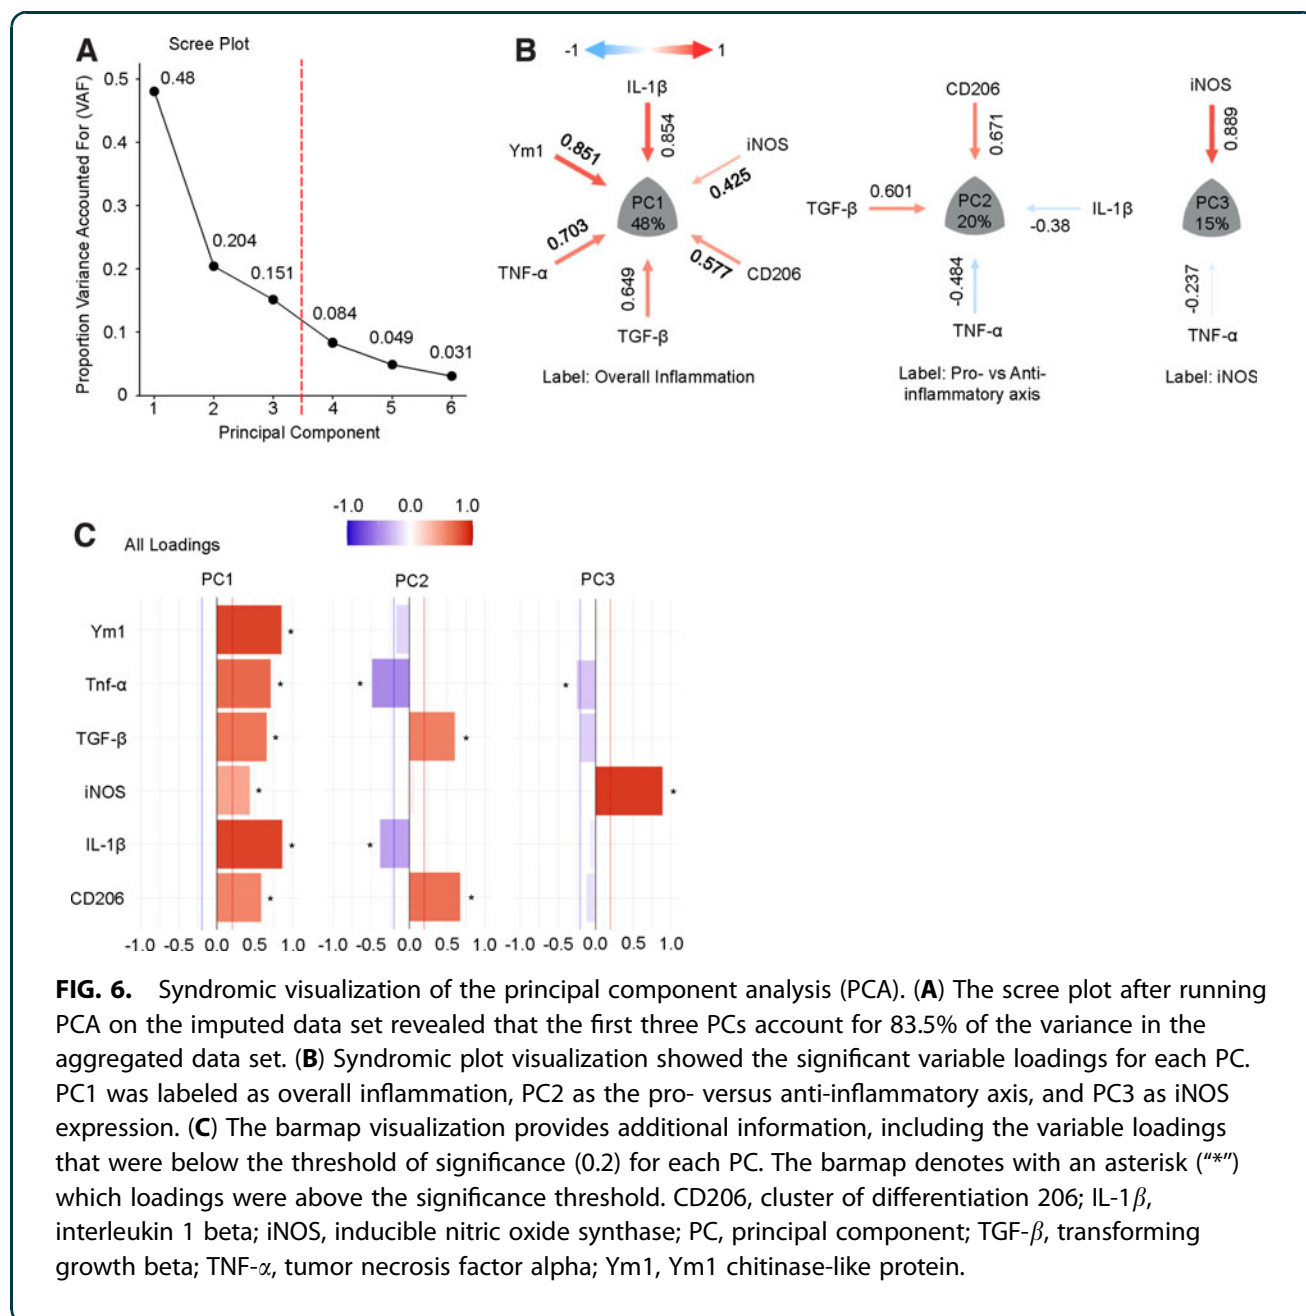 A
Scree Plot
Proportion Variance Accounted For (VAF)
0.5
0.4
0.3
0.2
0.1
0
0.48
0.204
0.151
0.084
0.049
0.031
1 2 3 4 5 6
Principal Component
B
-1 1
IL-1β
0.854
Ym1
0.851
iNOS
0.425
PC1
48%
TNF-α
0.703
CD206
0.577
0.649
TGF-β
Label: Overall Inflammation
CD206
0.671
TGF-β
0.601
PC2
20%
IL-1β
-0.38
-0.484
TNF-α
Label: Pro- vs Anti-
inflammatory axis
iNOS
0.889
PC3
15%
-0.237
TNF-α
Label: iNOS
C
All Loadings
-1.0 0.0 1.0
PC1 PC2 PC3
Ym1 *
Tnf-α * * *
TGF-β * *
iNOS * *
IL-1β * *
CD206 * *
-1.0 -0.5 0.0 0.5 1.0 -1.0 -0.5 0.0 0.5 1.0 -1.0 -0.5 0.0 0.5 1.0
FIG. 6. Syndromic visualization of the principal component analysis (PCA). (A) The scree plot after running
PCA on the imputed data set revealed that the first three PCs account for 83.5% of the variance in the
aggregated data set. (B) Syndromic plot visualization showed the significant variable loadings for each PC.
PC1 was labeled as overall inflammation, PC2 as the pro- versus anti-inflammatory axis, and PC3 as iNOS
expression. (C) The barmap visualization provides additional information, including the variable loadings
that were below the threshold of significance (0.2) for each PC. The barmap denotes with an asterisk (“*”)
which loadings were above the significance threshold. CD206, cluster of differentiation 206; IL-1β,
interleukin 1 beta; iNOS, inducible nitric oxide synthase; PC, principal component; TGF-β, transforming
growth beta; TNF-α, tumor necrosis factor alpha; Ym1, Ym1 chitinase-like protein.